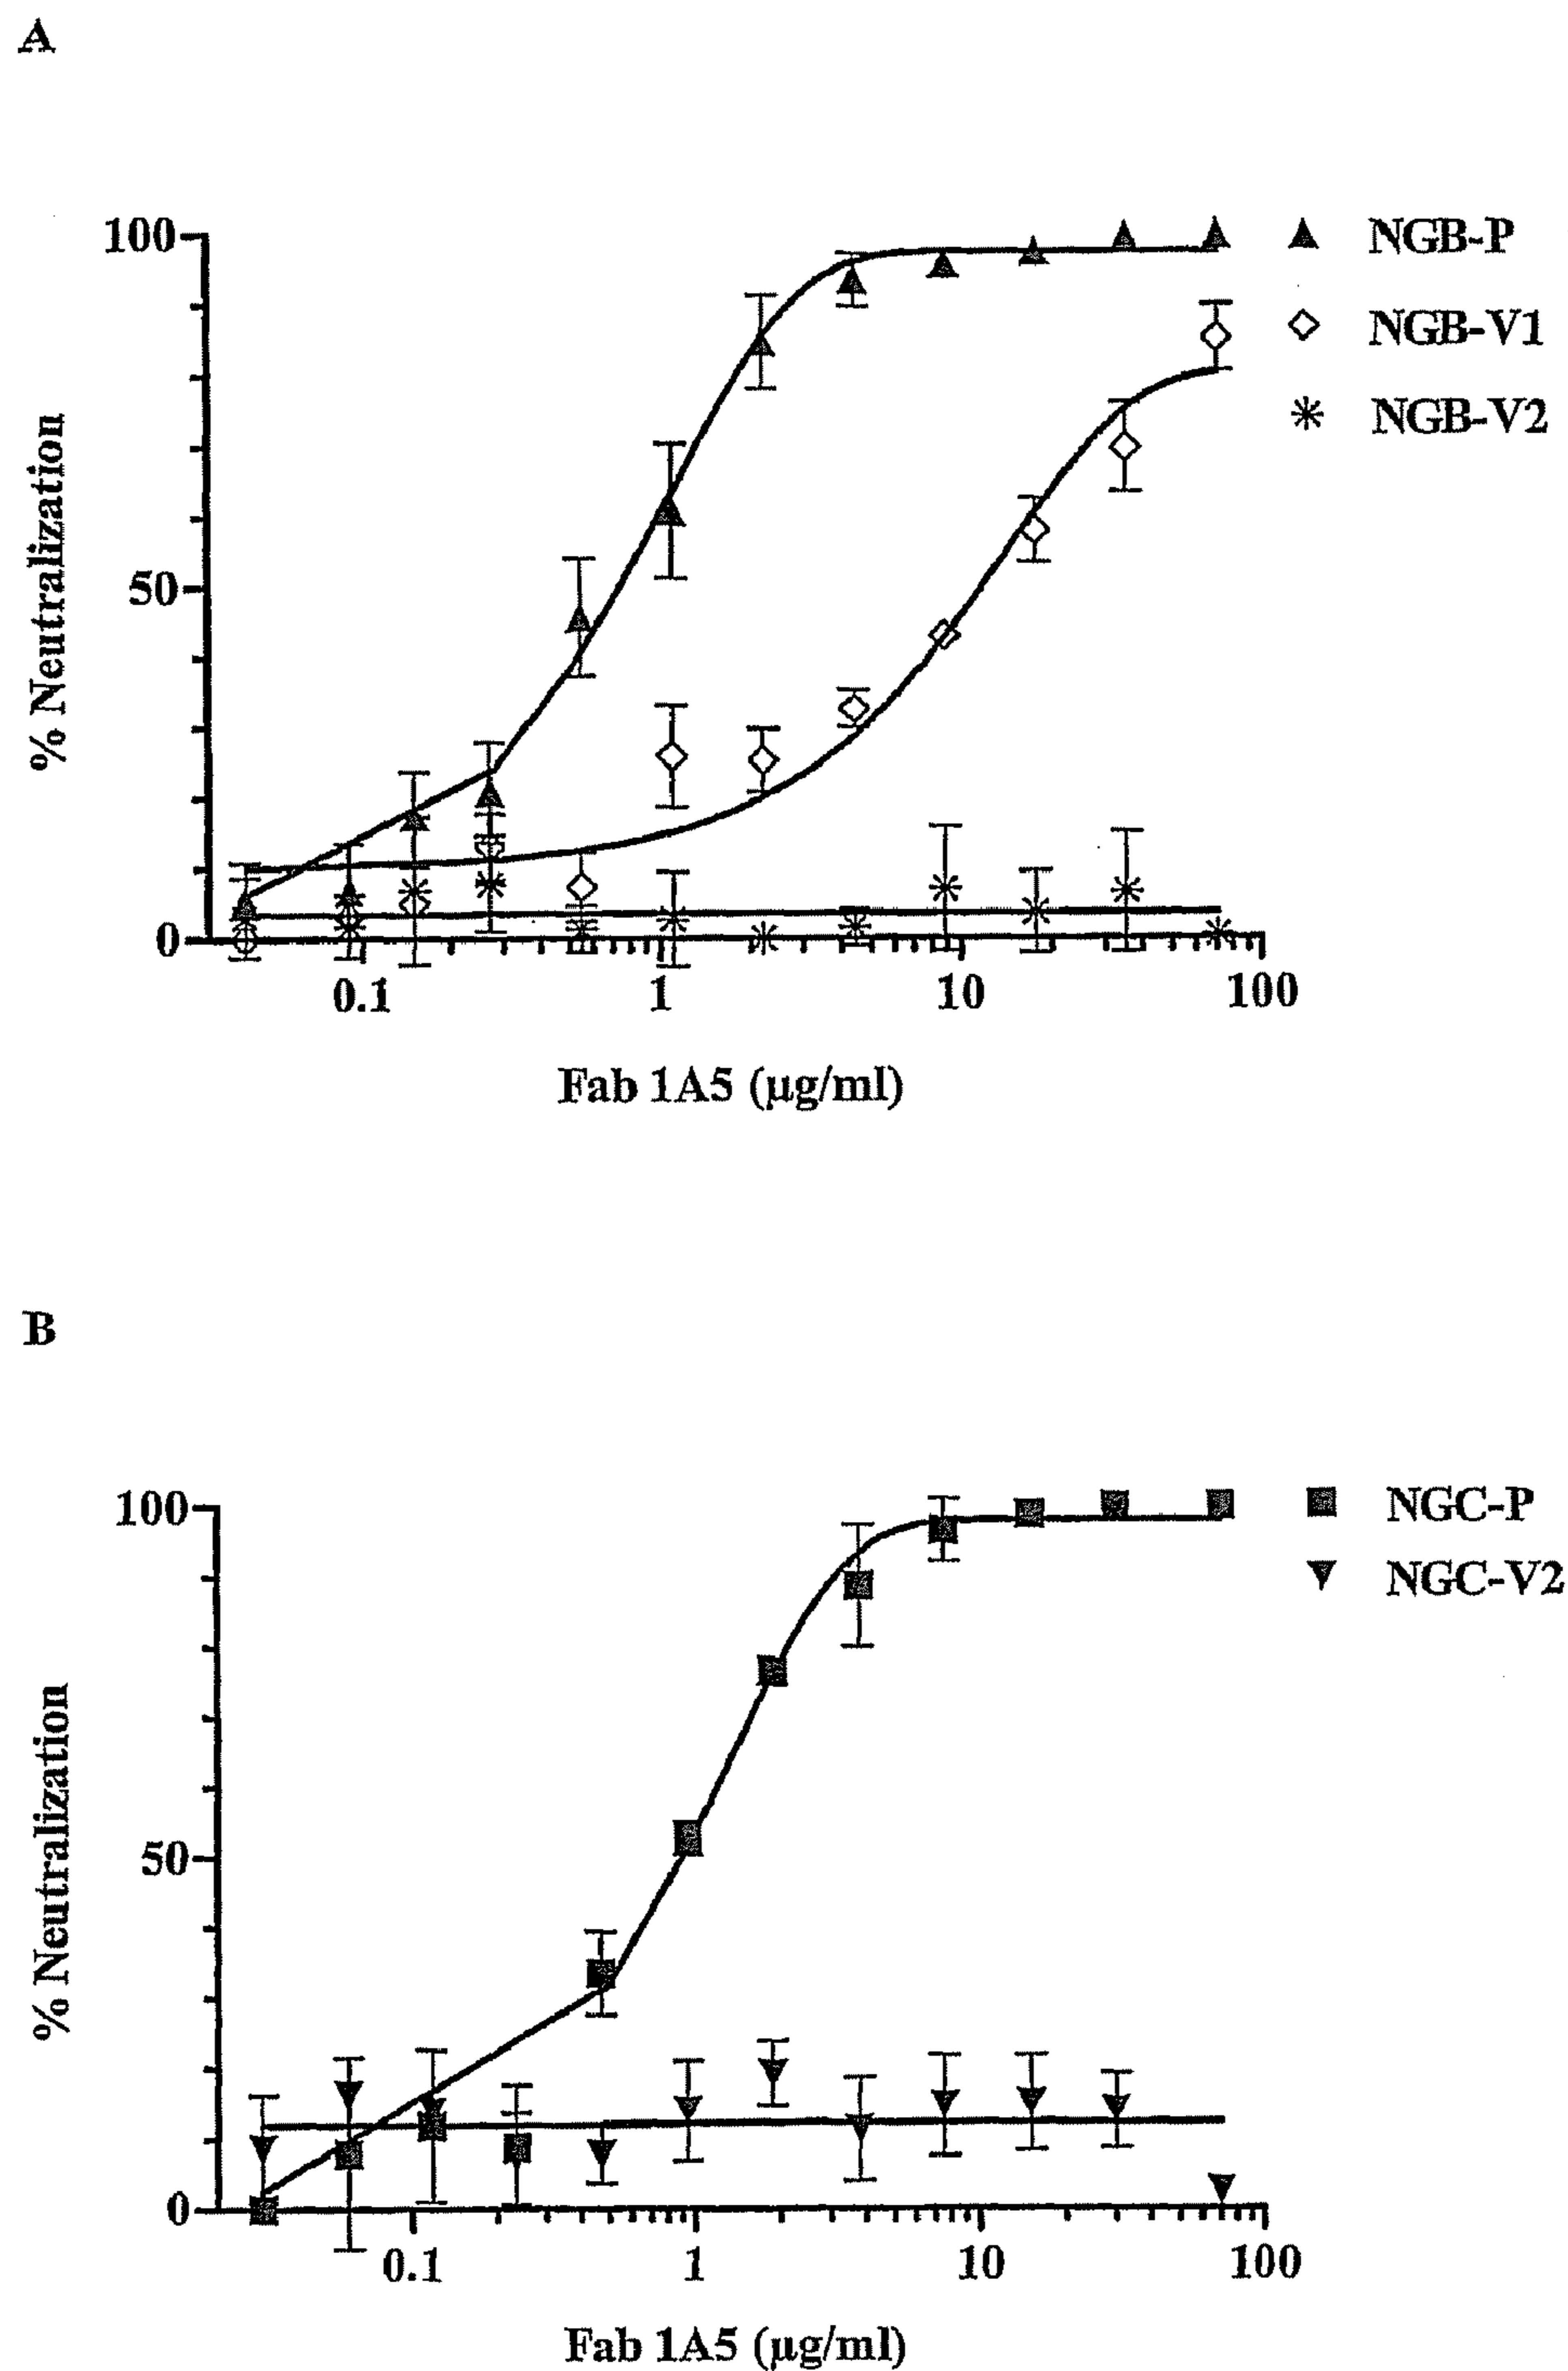 A
100
50
0
% Neutralization
NGB-P
NGB-V1
NGB-V2
0.1 1 10 100
Fab 1A5 (µg/ml)
B
100
50
0
% Neutralization
NGC-P
NGC-V2
0.1 1 10 100
Fab 1A5 (µg/ml)